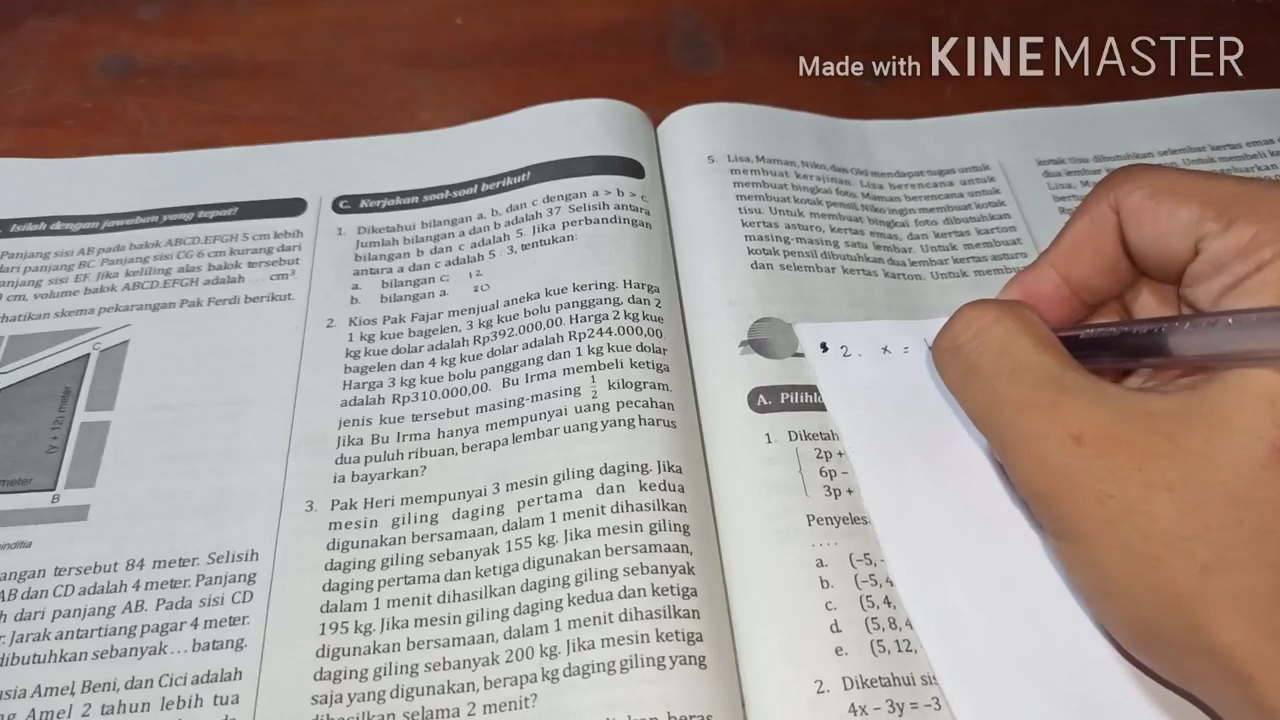 Made with KINEMASTER
Isilah dengan jawaban yang tepat!
Panjang sisi AB pada balok ABCD.EFGH 5 cm lebih
dari panjang BC. Panjang sisi CG 6 cm kurang dari
panjang sisi EF. Jika keliling alas balok tersebut
cm, volume balok ABCD.EFGH adalah ... cm³
hatikan skema pekarangan Pak Ferdi berikut.
C
(y + 12) meter
meter
B
angan tersebut 84 meter. Selisih
AB dan CD adalah 4 meter. Panjang
h dari panjang AB. Pada sisi CD
r. Jarak antartiang pagar 4 meter.
dibutuhkan sebanyak ... batang.
usia Amel, Beni, dan Cici adalah
Amel 2 tahun lebih tua
C. Kerjakan soal-soal berikut!
1. Diketahui bilangan a, b, dan c dengan a > b > c.
Jumlah bilangan a dan b adalah 37 Selisih antara
bilangan b dan c adalah 5. Jika perbandingan
antara a dan c adalah 5 : 3, tentukan:
a. bilangan c; 12
b. bilangan a. 20
2. Kios Pak Fajar menjual aneka kue kering. Harga
1 kg kue bagelen, 3 kg kue bolu panggang, dan 2
kg kue dolar adalah Rp392.000,00. Harga 2 kg kue
bagelen dan 4 kg kue dolar adalah Rp244.000,00.
Harga 3 kg kue bolu panggang dan 1 kg kue dolar
adalah Rp310.000,00. Bu Irma membeli ketiga
jenis kue tersebut masing-masing 1/2 kilogram.
Jika Bu Irma hanya mempunyai uang pecahan
dua puluh ribuan, berapa lembar uang yang harus
ia bayarkan?
3. Pak Heri mempunyai 3 mesin giling daging. Jika
mesin giling daging pertama dan kedua
digunakan bersamaan, dalam 1 menit dihasilkan
daging giling sebanyak 155 kg. Jika mesin giling
daging pertama dan ketiga digunakan bersamaan,
dalam 1 menit dihasilkan daging giling sebanyak
195 kg. Jika mesin giling daging kedua dan ketiga
digunakan bersamaan, dalam 1 menit dihasilkan
daging giling sebanyak 200 kg. Jika mesin ketiga
saja yang digunakan, berapa kg daging giling yang
dihasilkan selama 2 menit?
beras
5. Lisa, Maman, Niko, dan Oki mendapat tugas untuk
membuat kerajinan. Lisa berencana untuk
membuat bingkai foto. Maman berencana untuk
membuat kotak pensil. Niko ingin membuat kotak
tisu. Untuk membuat bingkai foto dibutuhkan
kertas asturo, kertas emas, dan kertas karton
masing-masing satu lembar. Untuk membuat
kotak pensil dibutuhkan dua lembar kertas asturo
dan selembar kertas karton. Untuk membu
kotak tisu dibutuhkan selembar kertas emas
dua lembar
Untuk membeli
Lisa,
2. x =
A. Pilihl
1. Diketah
2p +
6p −
3p +
Penyeles
....
a. (−5, -
b. (−5, 4
c. (5, 4,
d. (5, 8,
e. (5, 12,
2. Diketahui sis
4x − 3y = −3